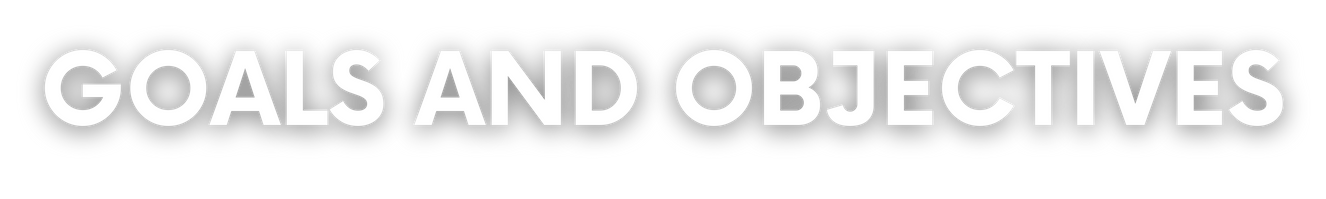 GOALS AND OBJECTIVES